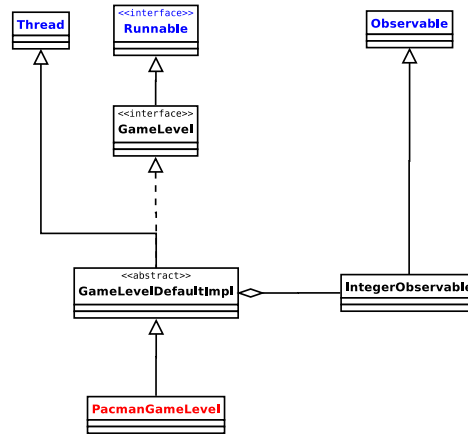 <<interface>>
Thread
Runnable
Observable
<<interface>>
GameLevel
<<abstract>>
GameLevelDefaultImpl
IntegerObservable
PacmanGameLevel